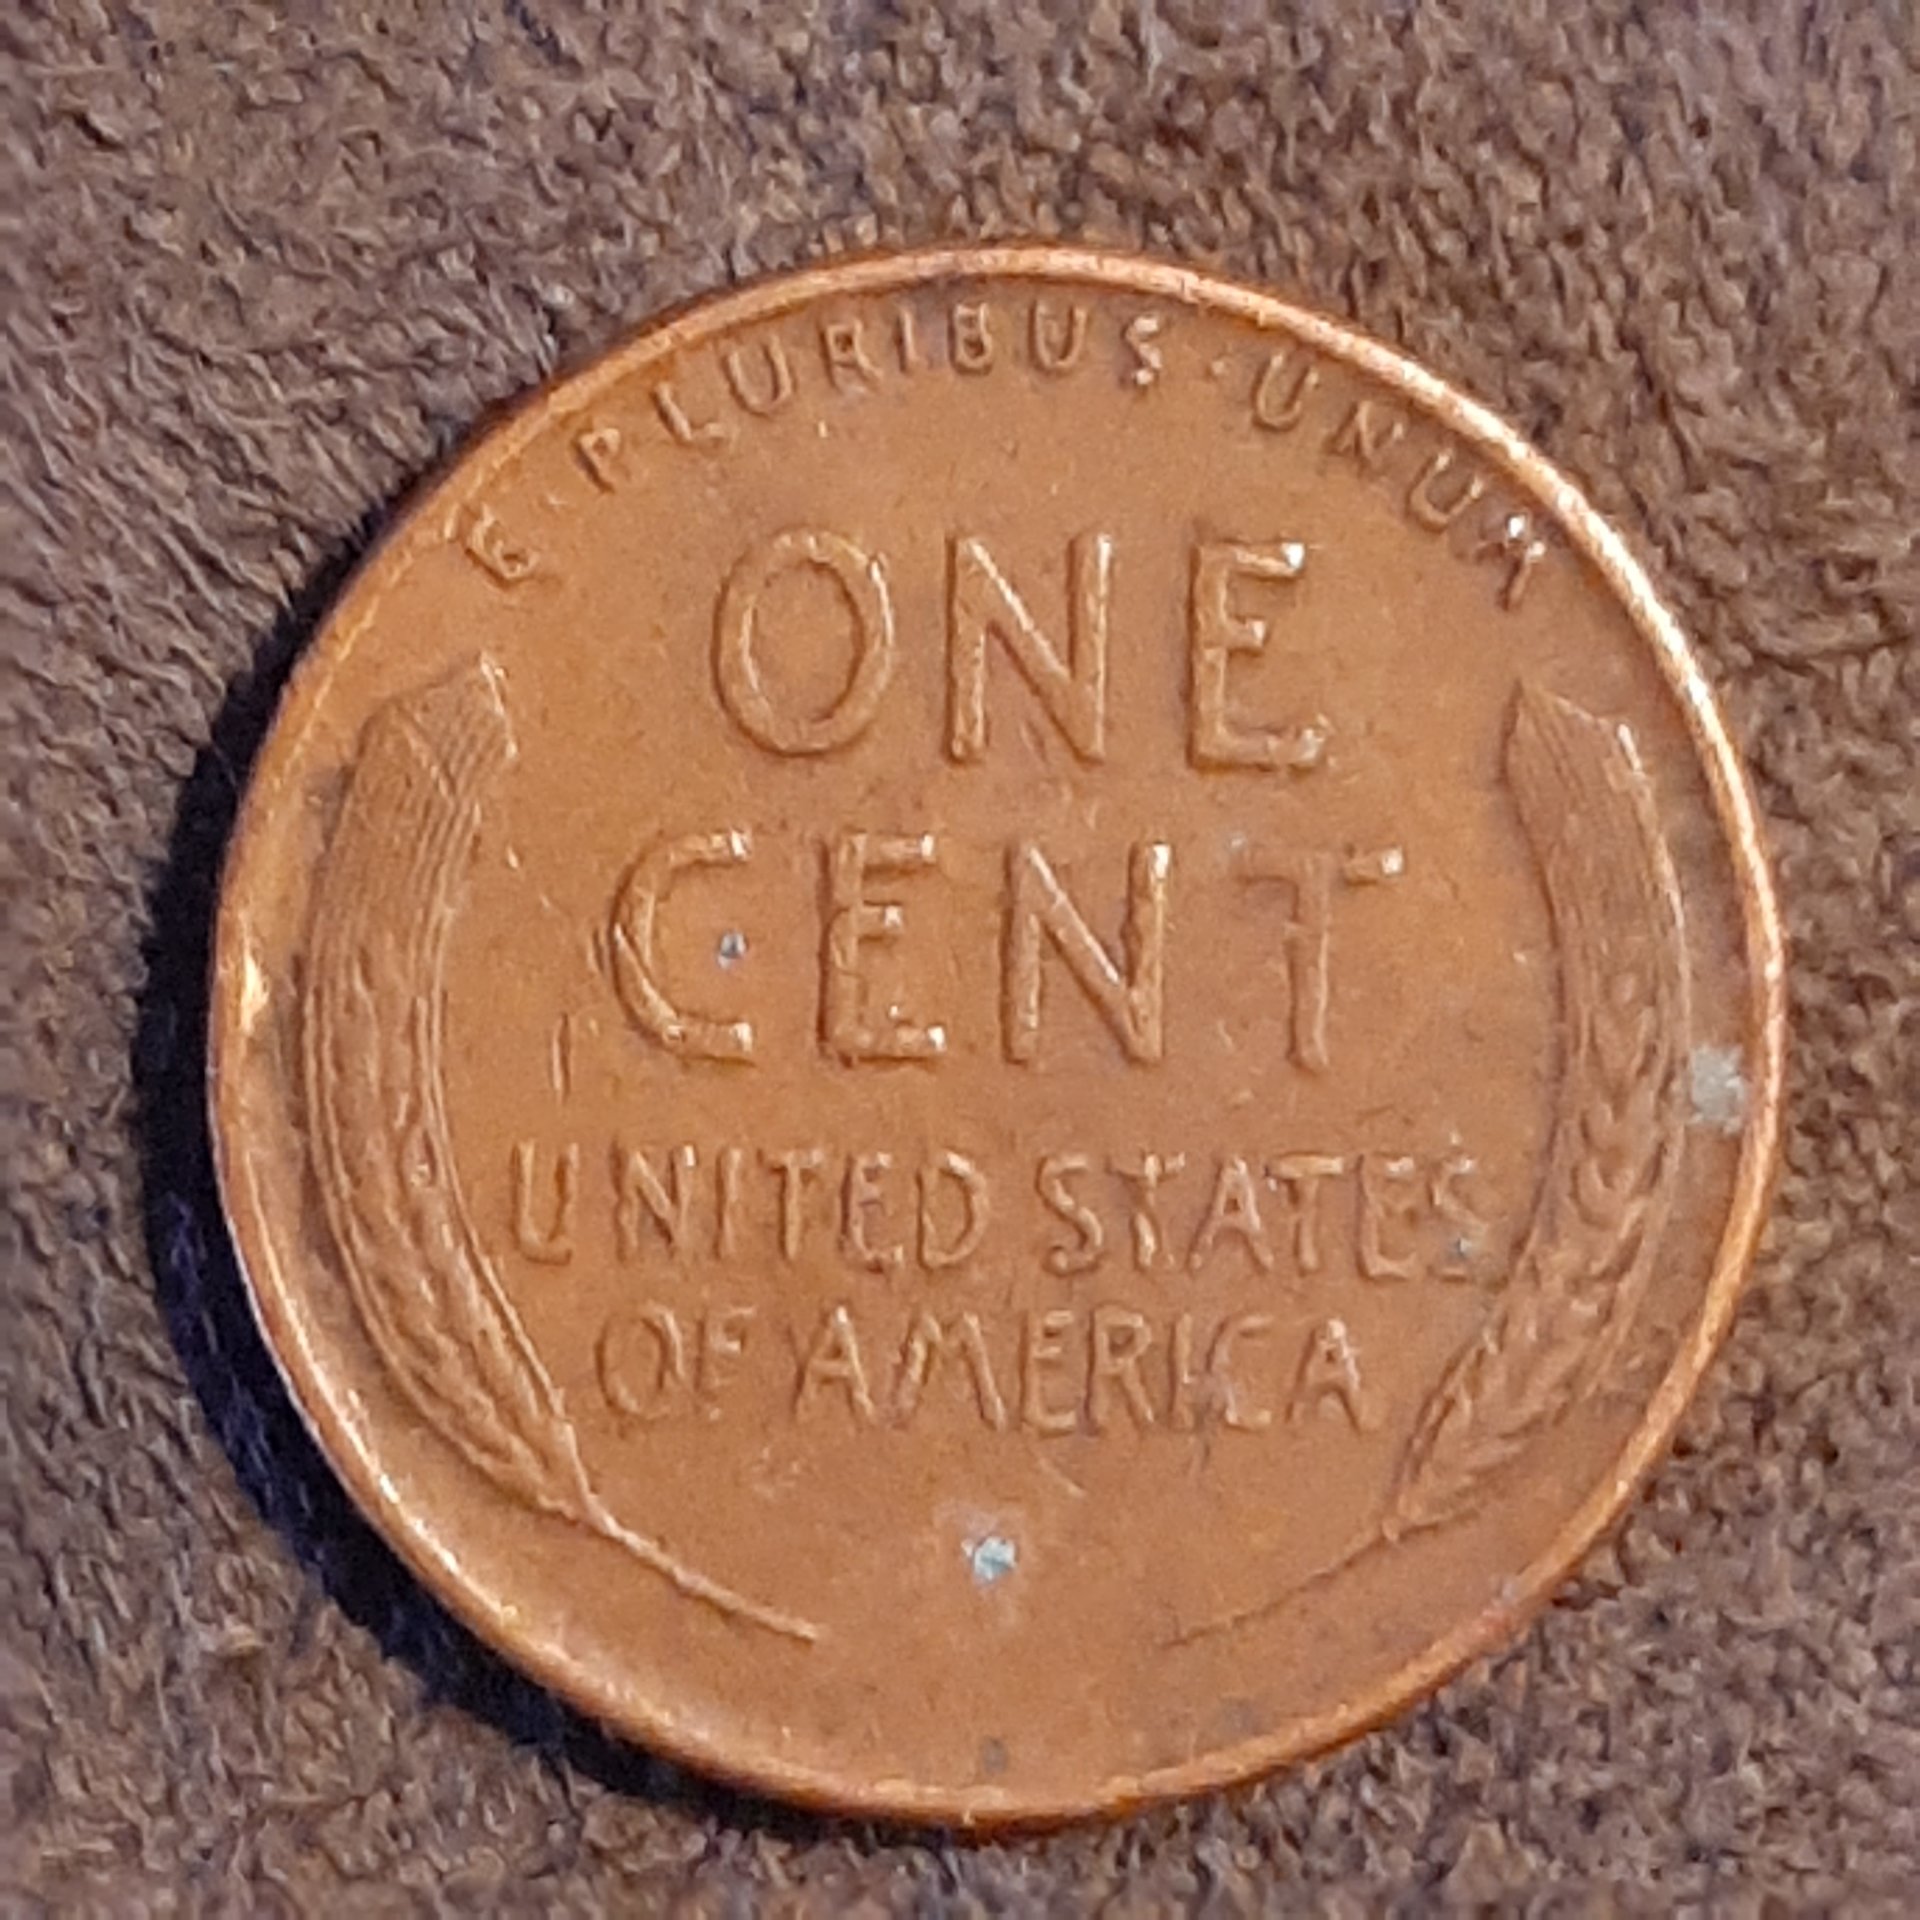 E·PLURIBUS·UNUM
ONE
CENT
UNITED STATES
OF AMERICA